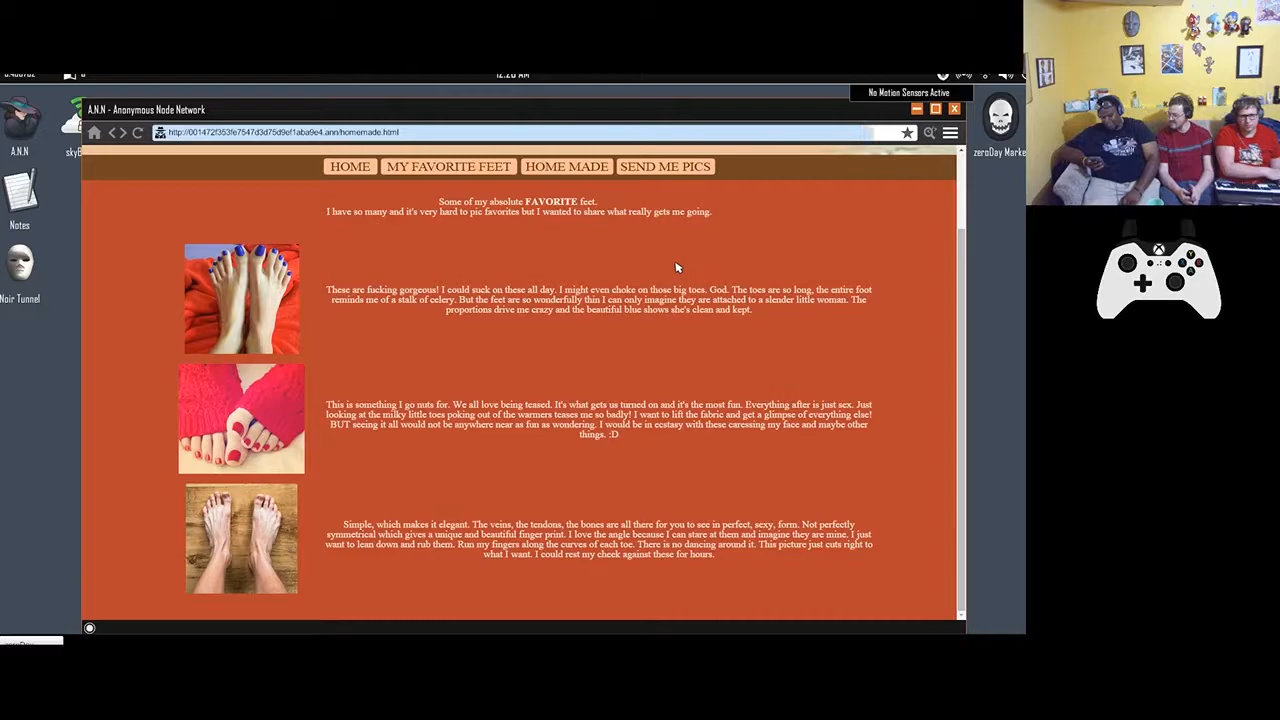 12:26 AM
No Motion Sensors Active
A.N.N - Anonymous Node Network
http://001472f353fe7547d3d75d9ef1aba9e4.ann/homemade.html
A.N.N
skyB
zeroDay Marke
HOME MY FAVORITE FEET HOME MADE SEND ME PICS
Some of my absolute FAVORITE feet.
I have so many and it's very hard to pic favorites but I wanted to share what really gets me going.
Notes
Noir Tunnel
These are fucking gorgeous! I could suck on these all day. I might even choke on those big toes. God. The toes are so long, the entire foot
reminds me of a stalk of celery. But the feet are so wonderfully thin I can only imagine they are attached to a slender little woman. The
proportions drive me crazy and the beautiful blue shows she's clean and kept.
This is something I go nuts for. We all love being teased. It's what gets us turned on and it's the most fun. Everything after is just sex. Just
looking at the milky little toes poking out of the warmers teases me so badly! I want to lift the fabric and get a glimpse of everything else!
BUT seeing it all would not be anywhere near as fun as wondering. I would be in ecstasy with these caressing my face and maybe other
things. :D
Simple, which makes it elegant. The veins, the tendons, the bones are all there for you to see in perfect, sexy, form. Not perfectly
symmetrical which gives a unique and beautiful finger print. I love the angle because I can stare at them and imagine they are mine. I just
want to lean down and rub them. Run my fingers along the curves of each toe. There is no dancing around it. This picture just cuts right to
what I want. I could rest my cheek against these for hours.